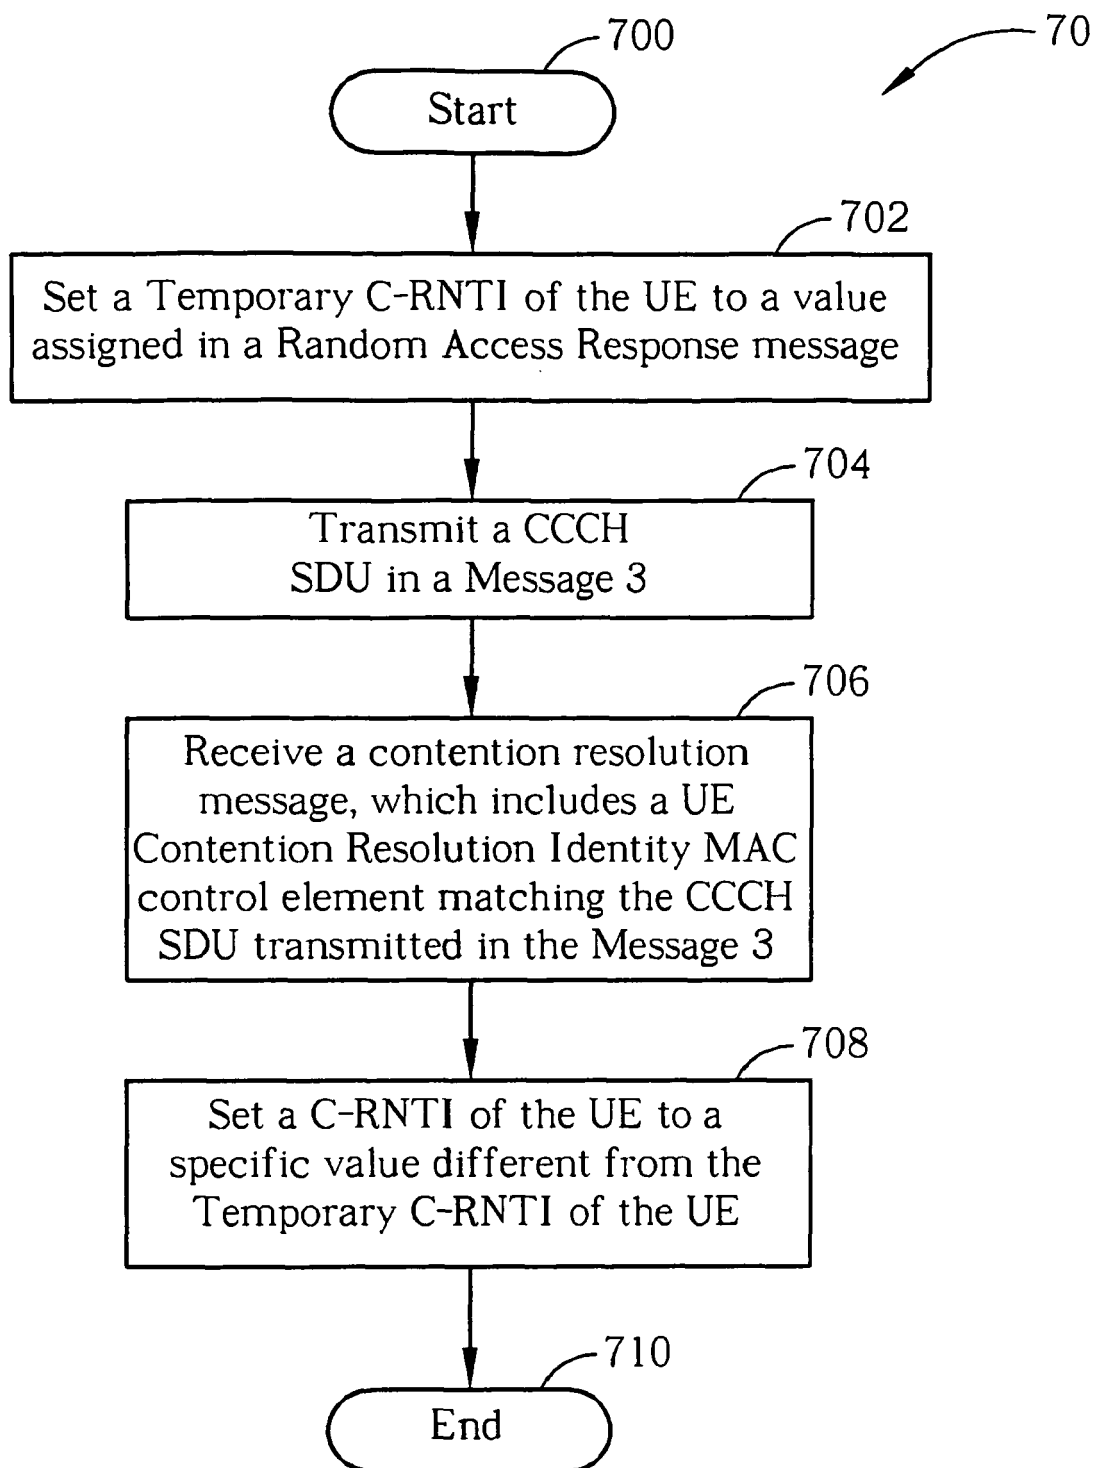 700
70
Start
702
Set a Temporary C-RNTI of the UE to a value
assigned in a Random Access Response message
704
Transmit a CCCH
SDU in a Message 3
706
Receive a contention resolution
message, which includes a UE
Contention Resolution Identity MAC
control element matching the CCCH
SDU transmitted in the Message 3
708
Set a C-RNTI of the UE to a
specific value different from the
Temporary C-RNTI of the UE
710
End